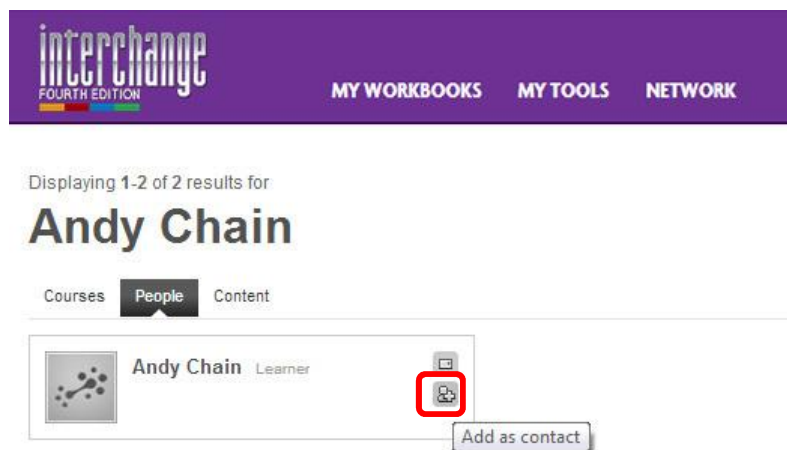 interchange
FOURTH EDITION
MY WORKBOOKS MY TOOLS NETWORK
Displaying 1-2 of 2 results for
Andy Chain
Courses People Content
Andy Chain Learner
Add as contact